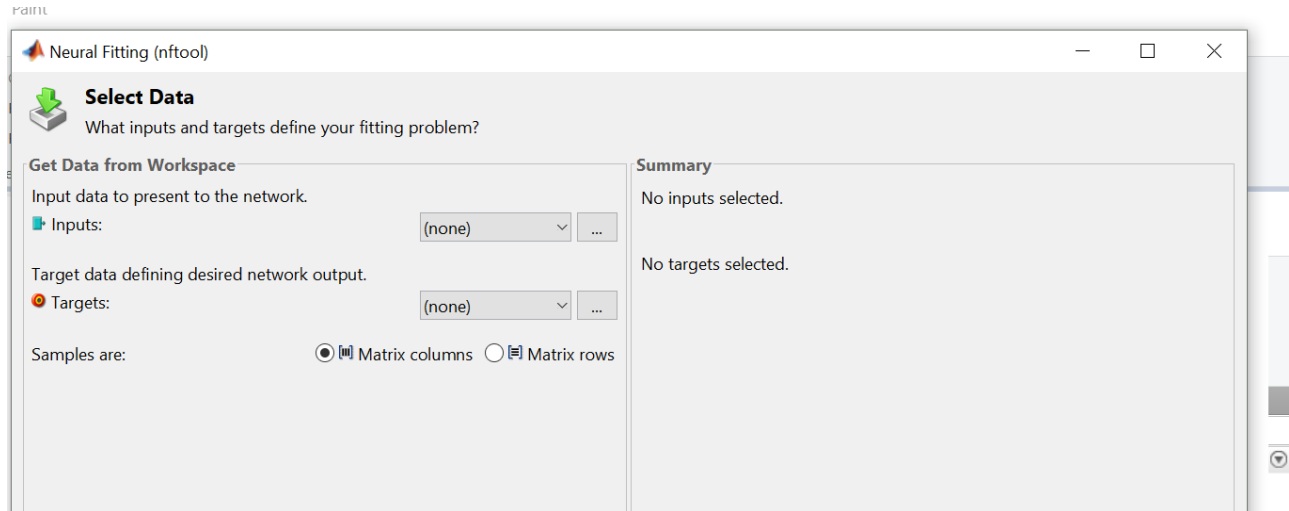 Paint
Neural Fitting (nftool)
Select Data
What inputs and targets define your fitting problem?
Get Data from Workspace
Input data to present to the network.
Inputs: (none) ...
Target data defining desired network output.
Targets: (none) ...
Samples are: Matrix columns Matrix rows
Summary
No inputs selected.
No targets selected.